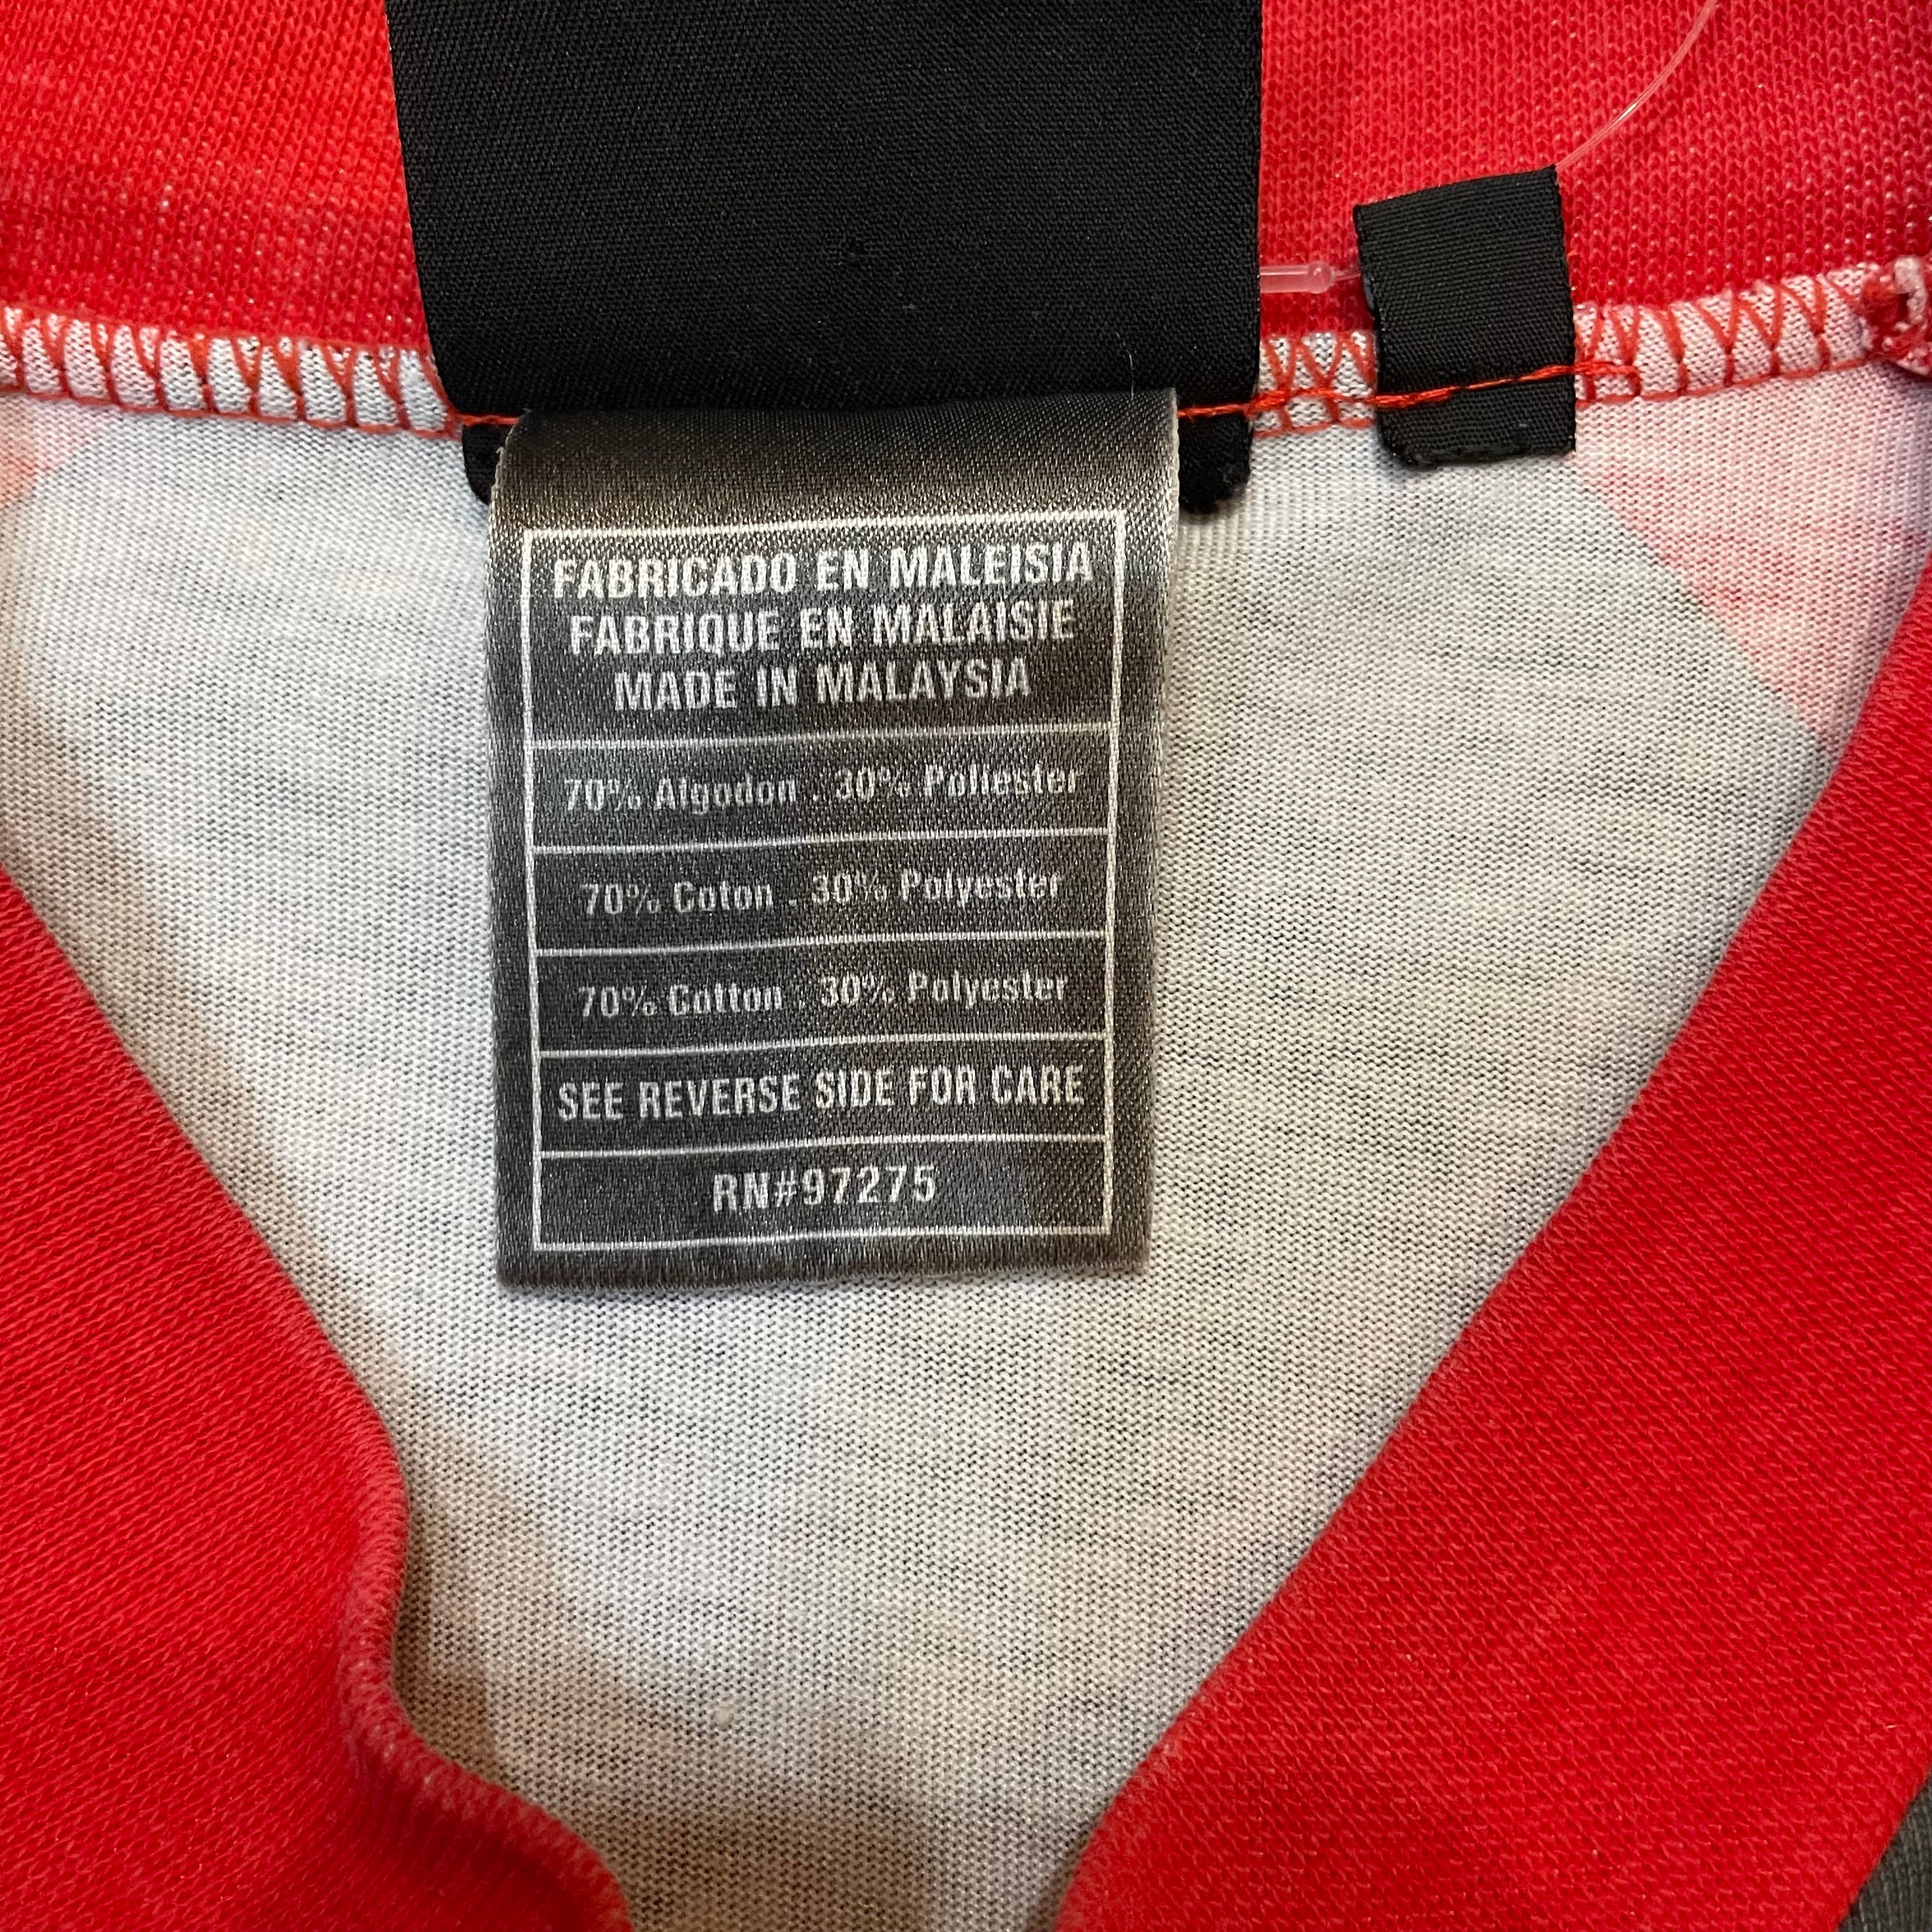 FABRICADO EN MALEISIA
FABRIQUE EN MALAISIE
MADE IN MALAYSIA
70% Algodon . 30% Poliester
70% Coton . 30% Polyester
70% Cotton . 30% Polyester
SEE REVERSE SIDE FOR CARE
RN#97275